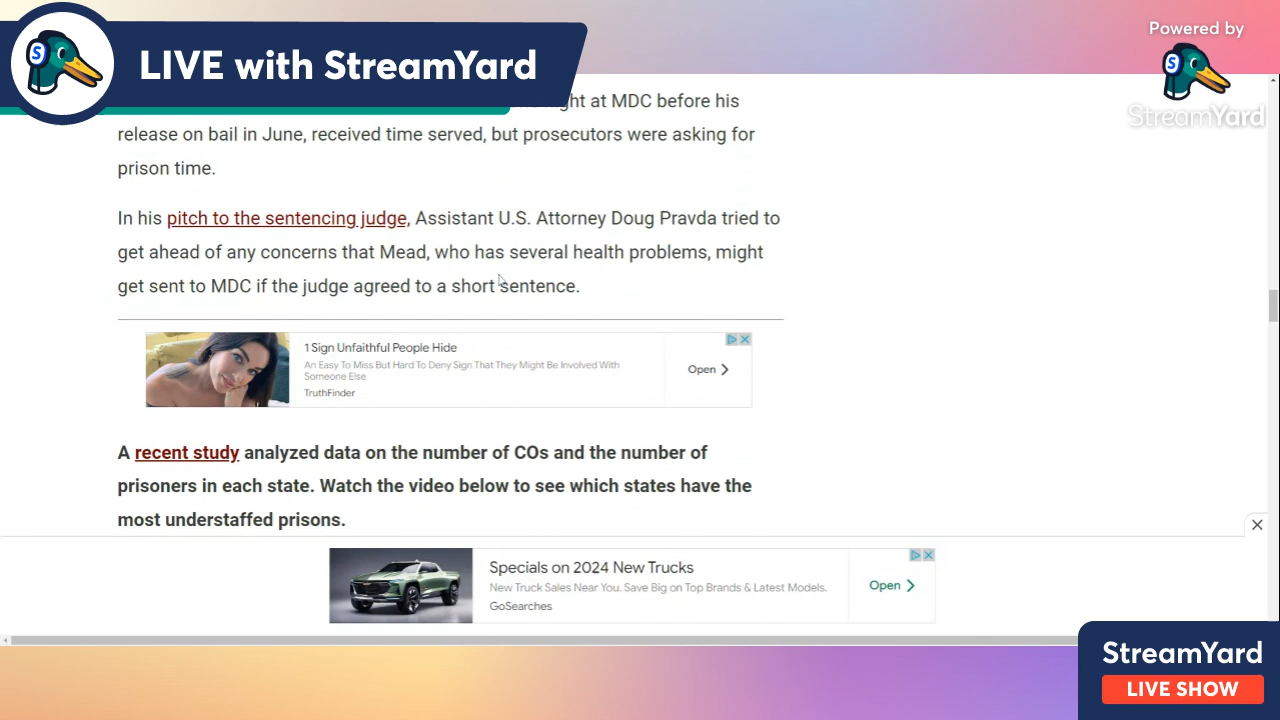 Powered by
LIVE with StreamYard
StreamYard
at MDC before his
release on bail in June, received time served, but prosecutors were asking for
prison time.
In his pitch to the sentencing judge, Assistant U.S. Attorney Doug Pravda tried to
get ahead of any concerns that Mead, who has several health problems, might
get sent to MDC if the judge agreed to a short sentence.
1 Sign Unfaithful People Hide
An Easy To Miss But Hard To Deny Sign That They Might Be Involved With
Someone Else
TruthFinder
Open
A recent study analyzed data on the number of COs and the number of
prisoners in each state. Watch the video below to see which states have the
most understaffed prisons.
Specials on 2024 New Trucks
New Truck Sales Near You. Save Big on Top Brands & Latest Models.
GoSearches
Open
StreamYard
LIVE SHOW